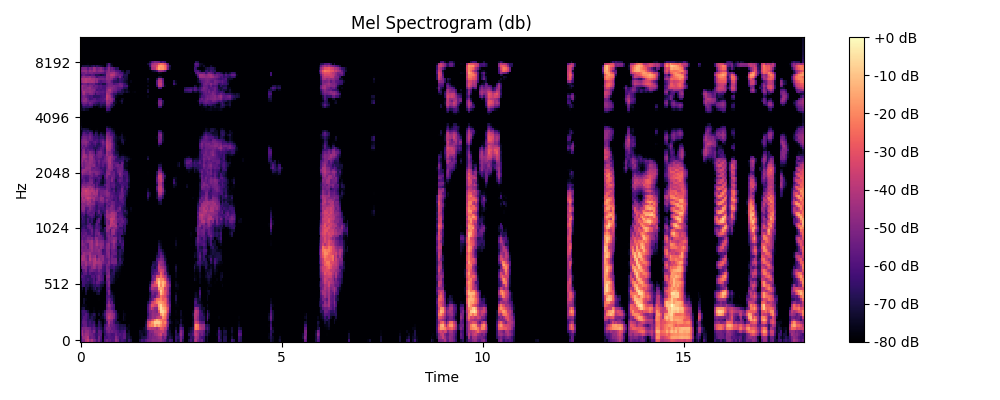 Mel Spectrogram (db)
8192
4096
2048
1024
512
0
Hz
0 5 10 15
Time
+0 dB
-10 dB
-20 dB
-30 dB
-40 dB
-50 dB
-60 dB
-70 dB
-80 dB